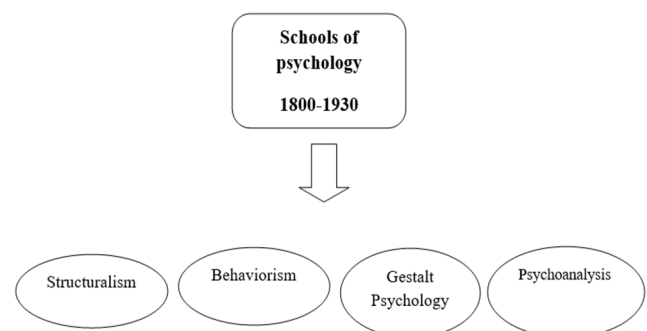 Schools of
psychology
1800-1930
Structuralism
Behaviorism
Gestalt
Psychology
Psychoanalysis